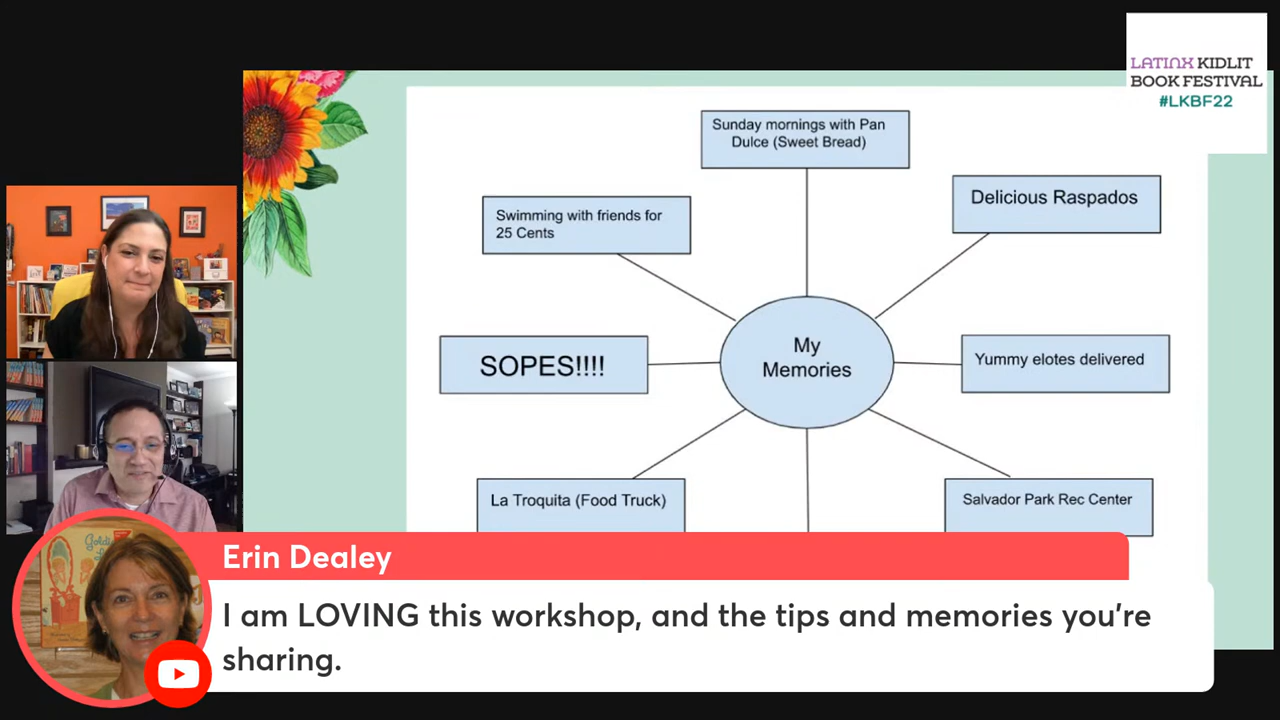 LATINX KIDLIT
BOOK FESTIVAL
#LKBF22
Sunday mornings with Pan
Dulce (Sweet Bread)
Delicious Raspados
Swimming with friends for
25 Cents
My
Memories
SOPES!!!!
Yummy elotes delivered
La Troquita (Food Truck)
Salvador Park Rec Center
Erin Dealey
I am LOVING this workshop, and the tips and memories you're
sharing.